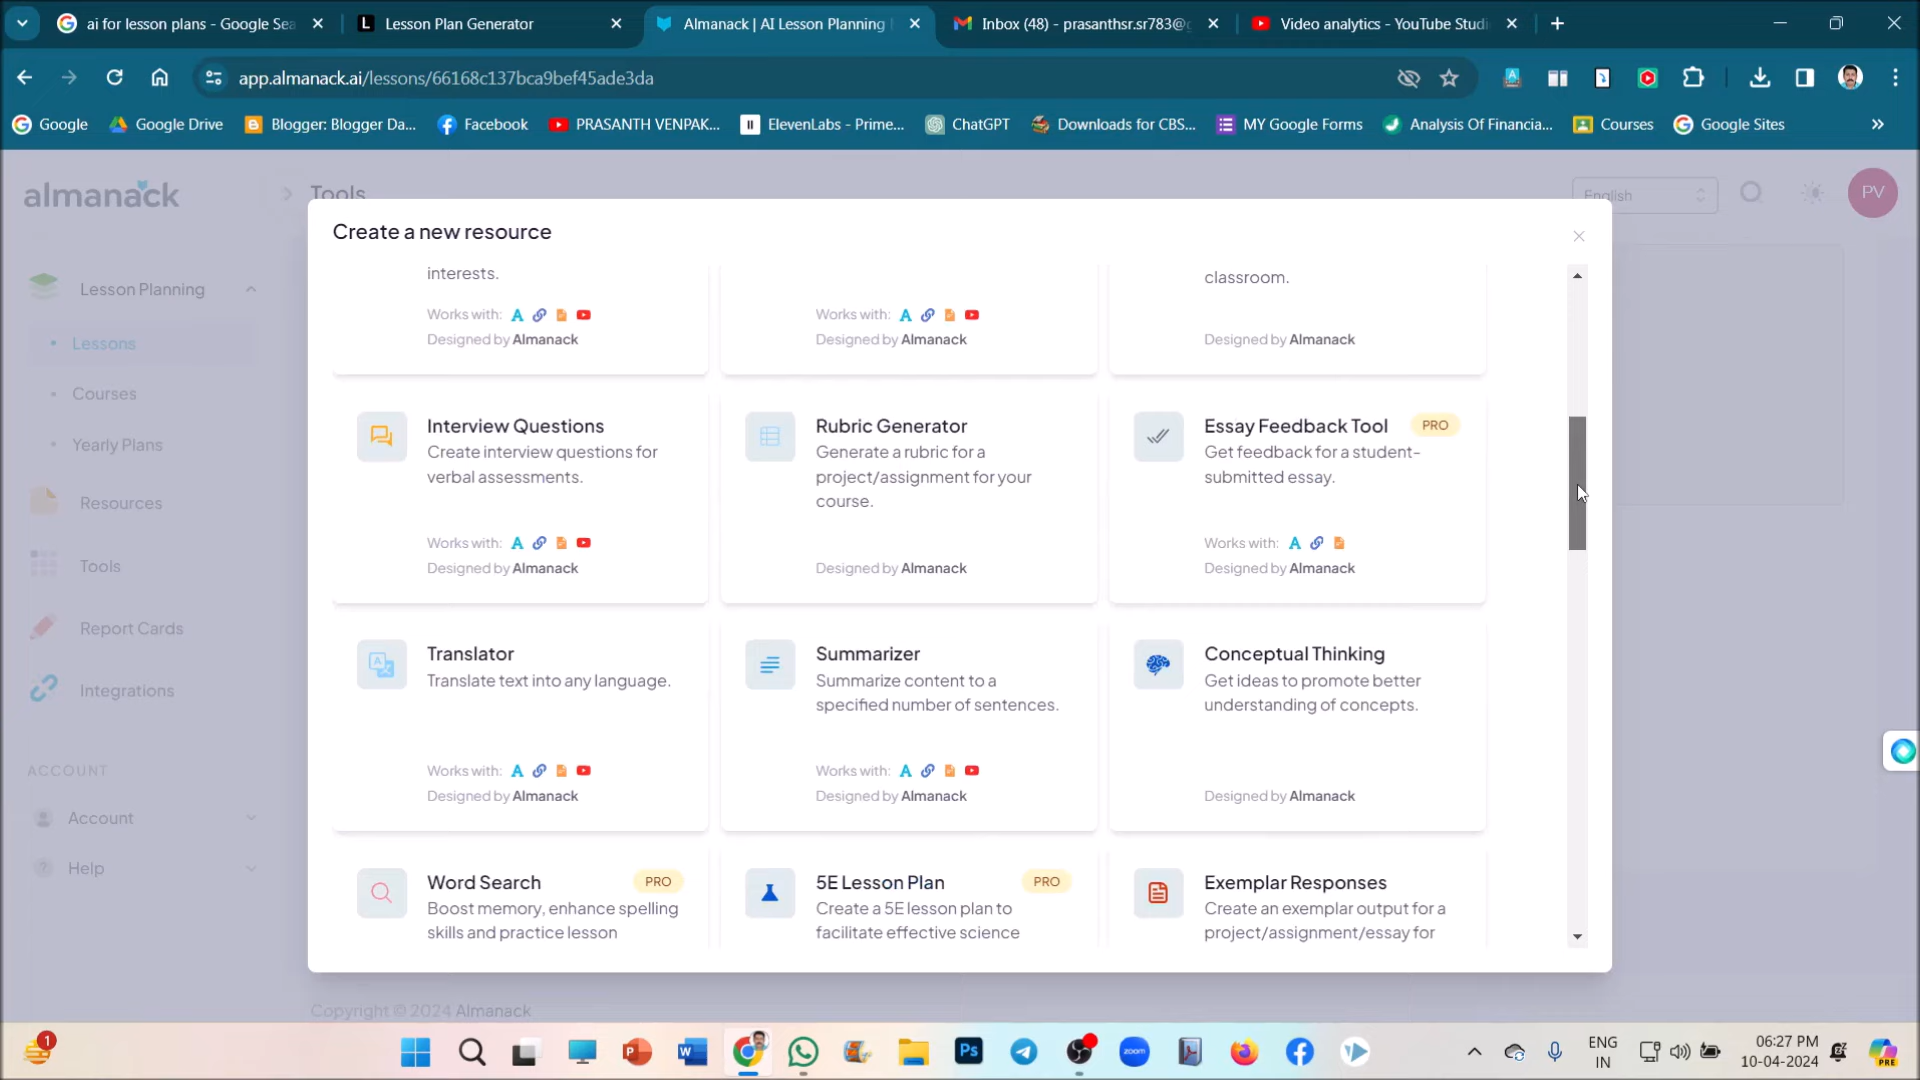 ai for lesson plans - Google Sea
Lesson Plan Generator
Almanack | AI Lesson Planning
Inbox (48) - prasanthsr.sr783@g
Video analytics - YouTube Studi
app.almanack.ai/lessons/66168c137bca9bef45ade3da
Google
Google Drive
Blogger: Blogger Da...
Facebook
PRASANTH VENPAK...
ElevenLabs - Prime...
ChatGPT
Downloads for CBS...
MY Google Forms
Analysis Of Financia...
Courses
Google Sites
almanack
Tools
English
PV
Lesson Planning
Lessons
Courses
Yearly Plans
Resources
Tools
Report Cards
Integrations
ACCOUNT
Account
Help
Create a new resource
interests.
Works with:
Designed by Almanack
Works with:
Designed by Almanack
classroom.
Designed by Almanack
Interview Questions
Create interview questions for
verbal assessments.
Works with:
Designed by Almanack
Rubric Generator
Generate a rubric for a
project/assignment for your
course.
Designed by Almanack
Essay Feedback Tool
PRO
Get feedback for a student-
submitted essay.
Works with:
Designed by Almanack
Translator
Translate text into any language.
Works with:
Designed by Almanack
Summarizer
Summarize content to a
specified number of sentences.
Works with:
Designed by Almanack
Conceptual Thinking
Get ideas to promote better
understanding of concepts.
Designed by Almanack
Word Search
PRO
Boost memory, enhance spelling
skills and practice lesson
5E Lesson Plan
PRO
Create a 5E lesson plan to
facilitate effective science
Exemplar Responses
Create an exemplar output for a
project/assignment/essay for
Copyright © 2024 Almanack
1
Ps
zoom
ENG
IN
06:27 PM
10-04-2024
PRE